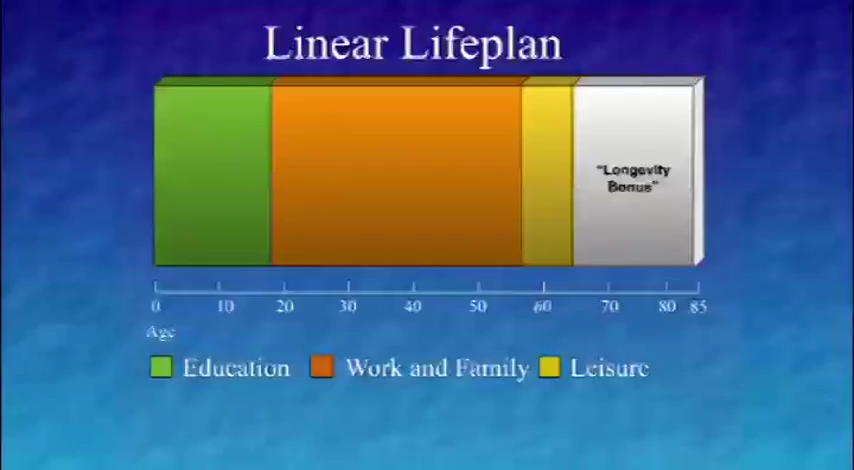 Linear Lifeplan
"Longevity
Bonus"
0 10 20 30 40 50 60 70 80 85
Age
Education Work and Family Leisure